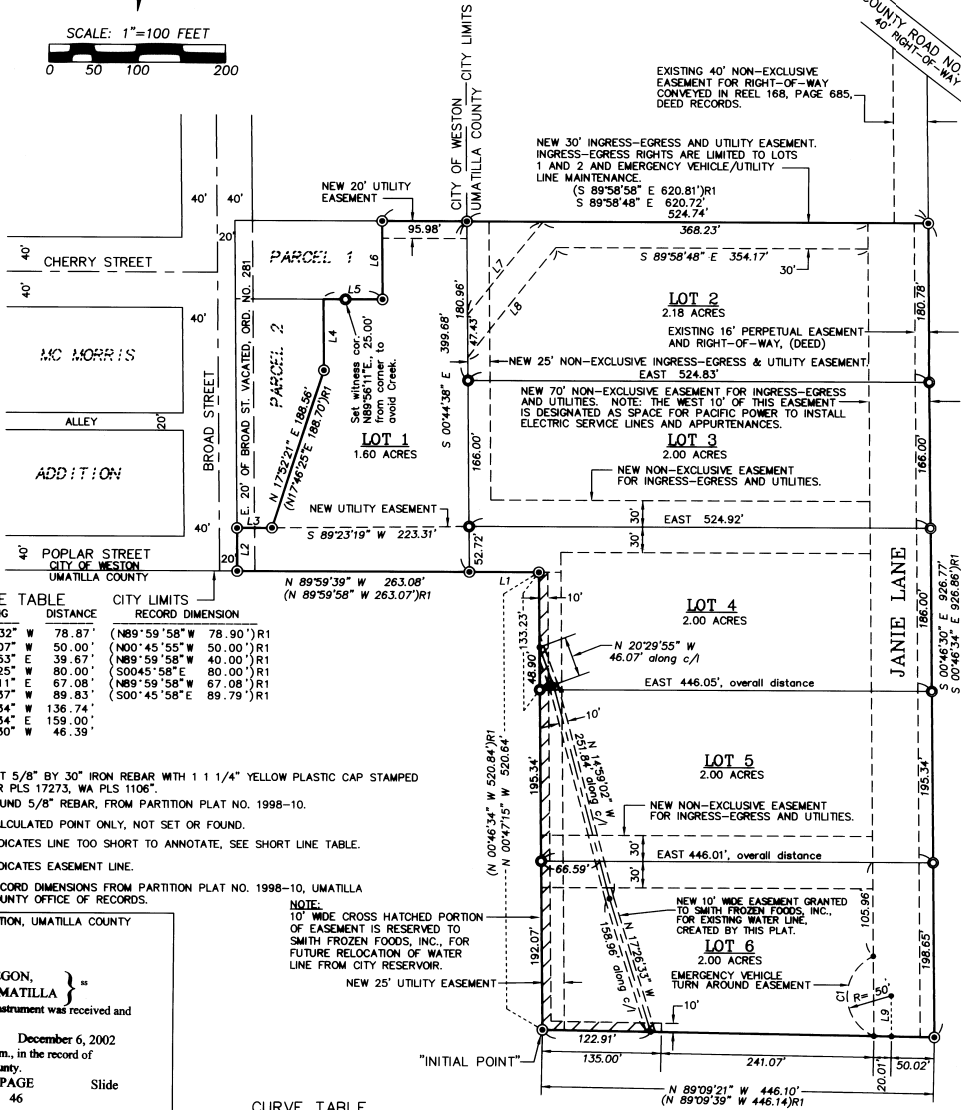 SCALE: 1"=100 FEET
0 50 100 200
CITY OF WESTON
CITY LIMITS
UMATILLA COUNTY
COUNTY ROAD NO.
40' RIGHT-OF-WAY
EXISTING 40' NON-EXCLUSIVE
EASEMENT FOR RIGHT-OF-WAY
CONVEYED IN REEL 168, PAGE 685,
DEED RECORDS.
NEW 30' INGRESS-EGRESS AND UTILITY EASEMENT.
INGRESS-EGRESS RIGHTS ARE LIMITED TO LOTS
1 AND 2 AND EMERGENCY VEHICLE/UTILITY
LINE MAINTENANCE.
(S 89°58'58" E 620.81')R1
S 89°58'48" E 620.72'
524.74'
NEW 20' UTILITY
EASEMENT
40' 40'
95.98'
368.23'
20'
40'
CHERRY STREET
40'
PARCEL 1
L6
L7
L8
S 89°58'48" E 354.17'
30'
L5
LOT 2
2.18 ACRES
180.96'
180.78'
47.43'
399.68'
S 00°44'38" E
EXISTING 16' PERPETUAL EASEMENT
AND RIGHT-OF-WAY, (DEED)
40'
L4
MC MORRIS
PARCEL 2
E. 20' OF BROAD ST. VACATED, ORD. NO. 281
BROAD STREET
Set witness cor.
N89°56'11"E., 25.00'
from corner to
avoid Creek.
NEW 25' NON-EXCLUSIVE INGRESS-EGRESS & UTILITY EASEMENT.
EAST 524.83'
NEW 70' NON-EXCLUSIVE EASEMENT FOR INGRESS-EGRESS
AND UTILITIES. NOTE: THE WEST 10' OF THIS EASEMENT
IS DESIGNATED AS SPACE FOR PACIFIC POWER TO INSTALL
ELECTRIC SERVICE LINES AND APPURTENANCES.
ALLEY
28'
N 17°52'21" E 188.56'
(N17°46'25"E 188.70')R1
LOT 1
1.60 ACRES
166.00'
LOT 3
2.00 ACRES
166.00'
ADDITION
NEW NON-EXCLUSIVE EASEMENT
FOR INGRESS-EGRESS AND UTILITIES.
NEW UTILITY EASEMENT
40'
L3
S 89°23'19" W 223.31'
30'
EAST 524.92'
30'
L2
52.72'
40'
POPLAR STREET
CITY OF WESTON
UMATILLA COUNTY
20'
N 89°59'39" W 263.08'
(N 89°59'58" W 263.07')R1
L1
10'
CITY LIMITS
E TABLE
G DISTANCE RECORD DIMENSION
32" W 78.87' (N89°59'58"W 78.90')R1
07" W 50.00' (N00°45'55"W 50.00')R1
53" E 39.67' (N89°59'58"W 40.00')R1
25" W 80.00' (S0045'58"E 80.00')R1
11" E 67.08' (N89°59'58"W 67.08')R1
37" W 89.83' (S00°45'58"E 89.79')R1
34" W 136.74'
34" E 159.00'
30" W 46.39'
LOT 4
2.00 ACRES
133.23'
48.90'
N 20°29'55" W
46.07' along c/l
EAST 446.05', overall distance
186.00'
JANIE LANE
S 00°46'30" E 926.77'
S 00°46'34" E 926.86')R1
10'
N 14°59'02" W
251.84' along c/l
(N 00°46'34" W 520.84')R1
N 00°47'15" W 520.64'
195.34'
LOT 5
2.00 ACRES
195.34'
NEW NON-EXCLUSIVE EASEMENT
FOR INGRESS-EGRESS AND UTILITIES.
30'
EAST 446.01', overall distance
30'
66.59'
T 5/8" BY 30" IRON REBAR WITH 1 1 1/4" YELLOW PLASTIC CAP STAMPED
R PLS 17273, WA PLS 1106".
UND 5/8" REBAR, FROM PARTITION PLAT NO. 1998-10.
LCULATED POINT ONLY, NOT SET OR FOUND.
DICATES LINE TOO SHORT TO ANNOTATE, SEE SHORT LINE TABLE.
DICATES EASEMENT LINE.
CORD DIMENSIONS FROM PARTITION PLAT NO. 1998-10, UMATILLA
OUNTY OFFICE OF RECORDS.
NOTE:
10' WIDE CROSS HATCHED PORTION
OF EASEMENT IS RESERVED TO
SMITH FROZEN FOODS, INC., FOR
FUTURE RELOCATION OF WATER
LINE FROM CITY RESERVOIR.
NEW 25' UTILITY EASEMENT
NEW 10' WIDE EASEMENT GRANTED
TO SMITH FROZEN FOODS, INC.,
FOR EXISTING WATER LINE,
CREATED BY THIS PLAT.
105.96
192.07'
N 17°26'33" W
158.96' along c/l
LOT 6
2.00 ACRES
EMERGENCY VEHICLE
TURN AROUND EASEMENT
198.65'
C1
R= 50'
L9
10'
"INITIAL POINT"
122.91'
135.00'
241.07'
20.01'
50.02'
N 89°09'21" W 446.10'
(N 89°09'39" W 446.14')R1
TION, UMATILLA COUNTY
EGON,
MATILLA } ss
nstrument was received and
December 6, 2002
m., in the record of
unty.
PAGE Slide
46
CURVE TABLE